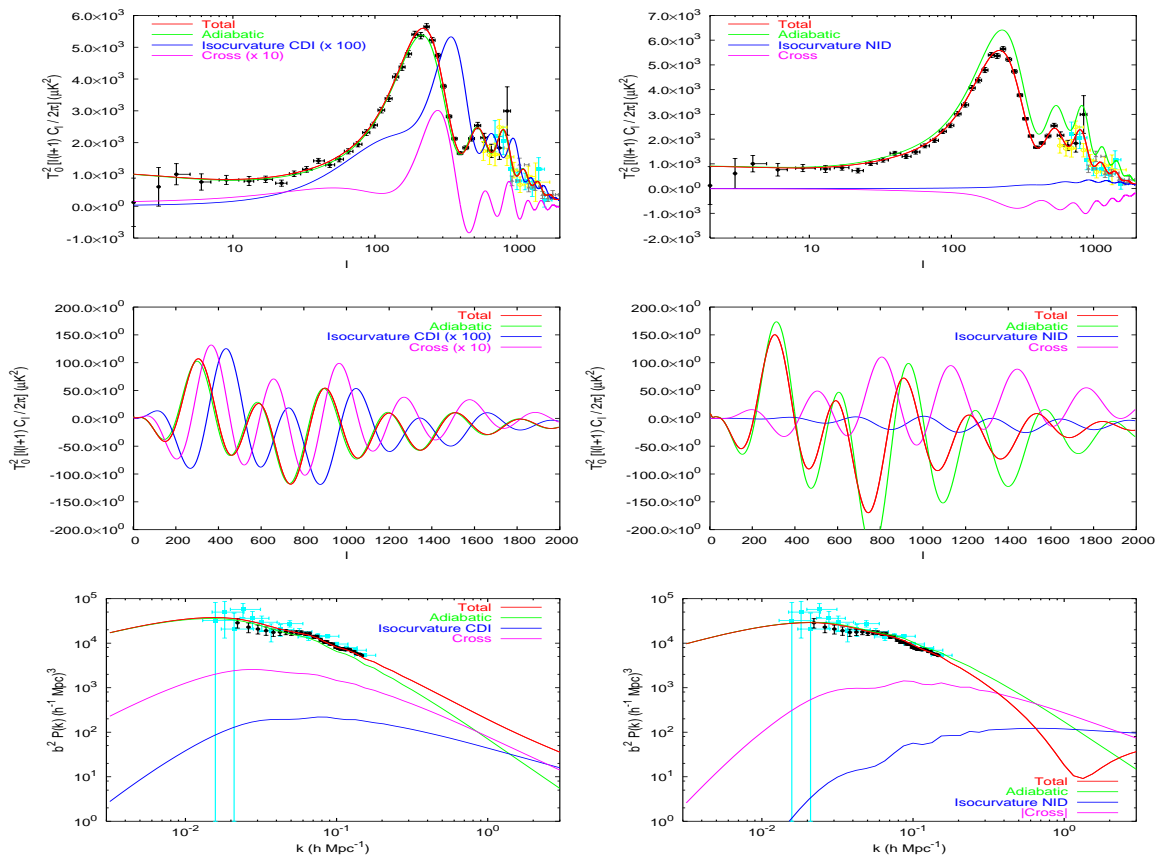 6.0×10³
5.0×10³
4.0×10³
3.0×10³
2.0×10³
1.0×10³
0.0×10⁰
-1.0×10³
T₀² [l(l+1) Cₗ / 2π] (μK²)
Total
Adiabatic
Isocurvature CDI (x 100)
Cross (x 10)
10 100 1000
l
7.0×10³
6.0×10³
5.0×10³
4.0×10³
3.0×10³
2.0×10³
1.0×10³
0.0×10⁰
-1.0×10³
-2.0×10³
T₀² [l(l+1) Cₗ / 2π] (μK²)
Total
Adiabatic
Isocurvature NID
Cross
10 100 1000
l
200.0×10⁰
150.0×10⁰
100.0×10⁰
50.0×10⁰
0.0×10⁰
-50.0×10⁰
-100.0×10⁰
-150.0×10⁰
-200.0×10⁰
T₀² [l(l+1) Cₗ / 2π] (μK²)
Total
Adiabatic
Isocurvature CDI (x 100)
Cross (x 10)
0 200 400 600 800 1000 1200 1400 1600 1800 2000
l
200.0×10⁰
150.0×10⁰
100.0×10⁰
50.0×10⁰
0.0×10⁰
-50.0×10⁰
-100.0×10⁰
-150.0×10⁰
-200.0×10⁰
T₀² [l(l+1) Cₗ / 2π] (μK²)
Total
Adiabatic
Isocurvature NID
Cross
0 200 400 600 800 1000 1200 1400 1600 1800 2000
l
10⁵
10⁴
10³
10²
10¹
10⁰
b² P(k) (h⁻¹ Mpc)³
Total
Adiabatic
Isocurvature CDI
Cross
10⁻² 10⁻¹ 10⁰
k (h Mpc⁻¹)
10⁵
10⁴
10³
10²
10¹
10⁰
b² P(k) (h⁻¹ Mpc)³
Total
Adiabatic
Isocurvature NID
|Cross|
10⁻² 10⁻¹ 10⁰
k (h Mpc⁻¹)